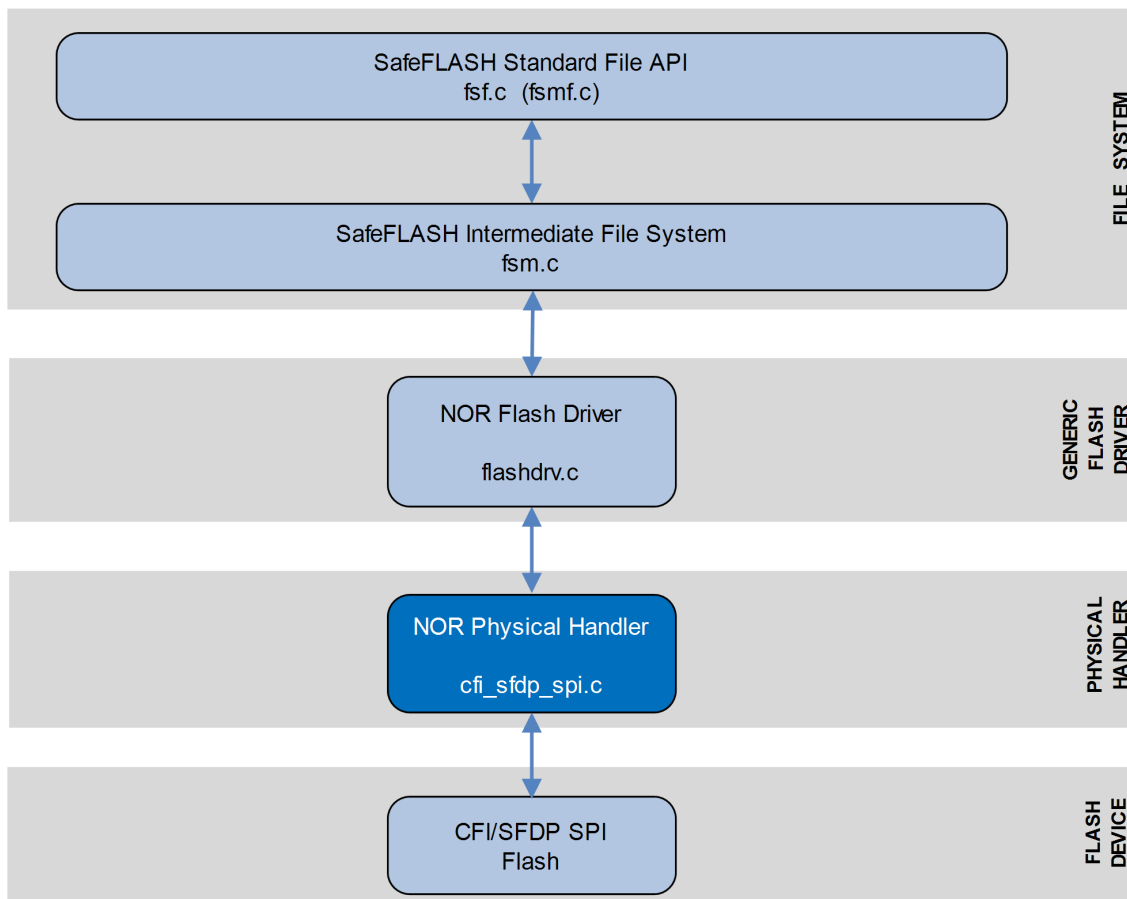 SafeFLASH Standard File API
fsf.c (fsmf.c)
FILE SYSTEM
SafeFLASH Intermediate File System
fsm.c
NOR Flash Driver
flashdrv.c
GENERIC
FLASH
DRIVER
NOR Physical Handler
cfi_sfdp_spi.c
PHYSICAL
HANDLER
CFI/SFDP SPI
Flash
FLASH
DEVICE